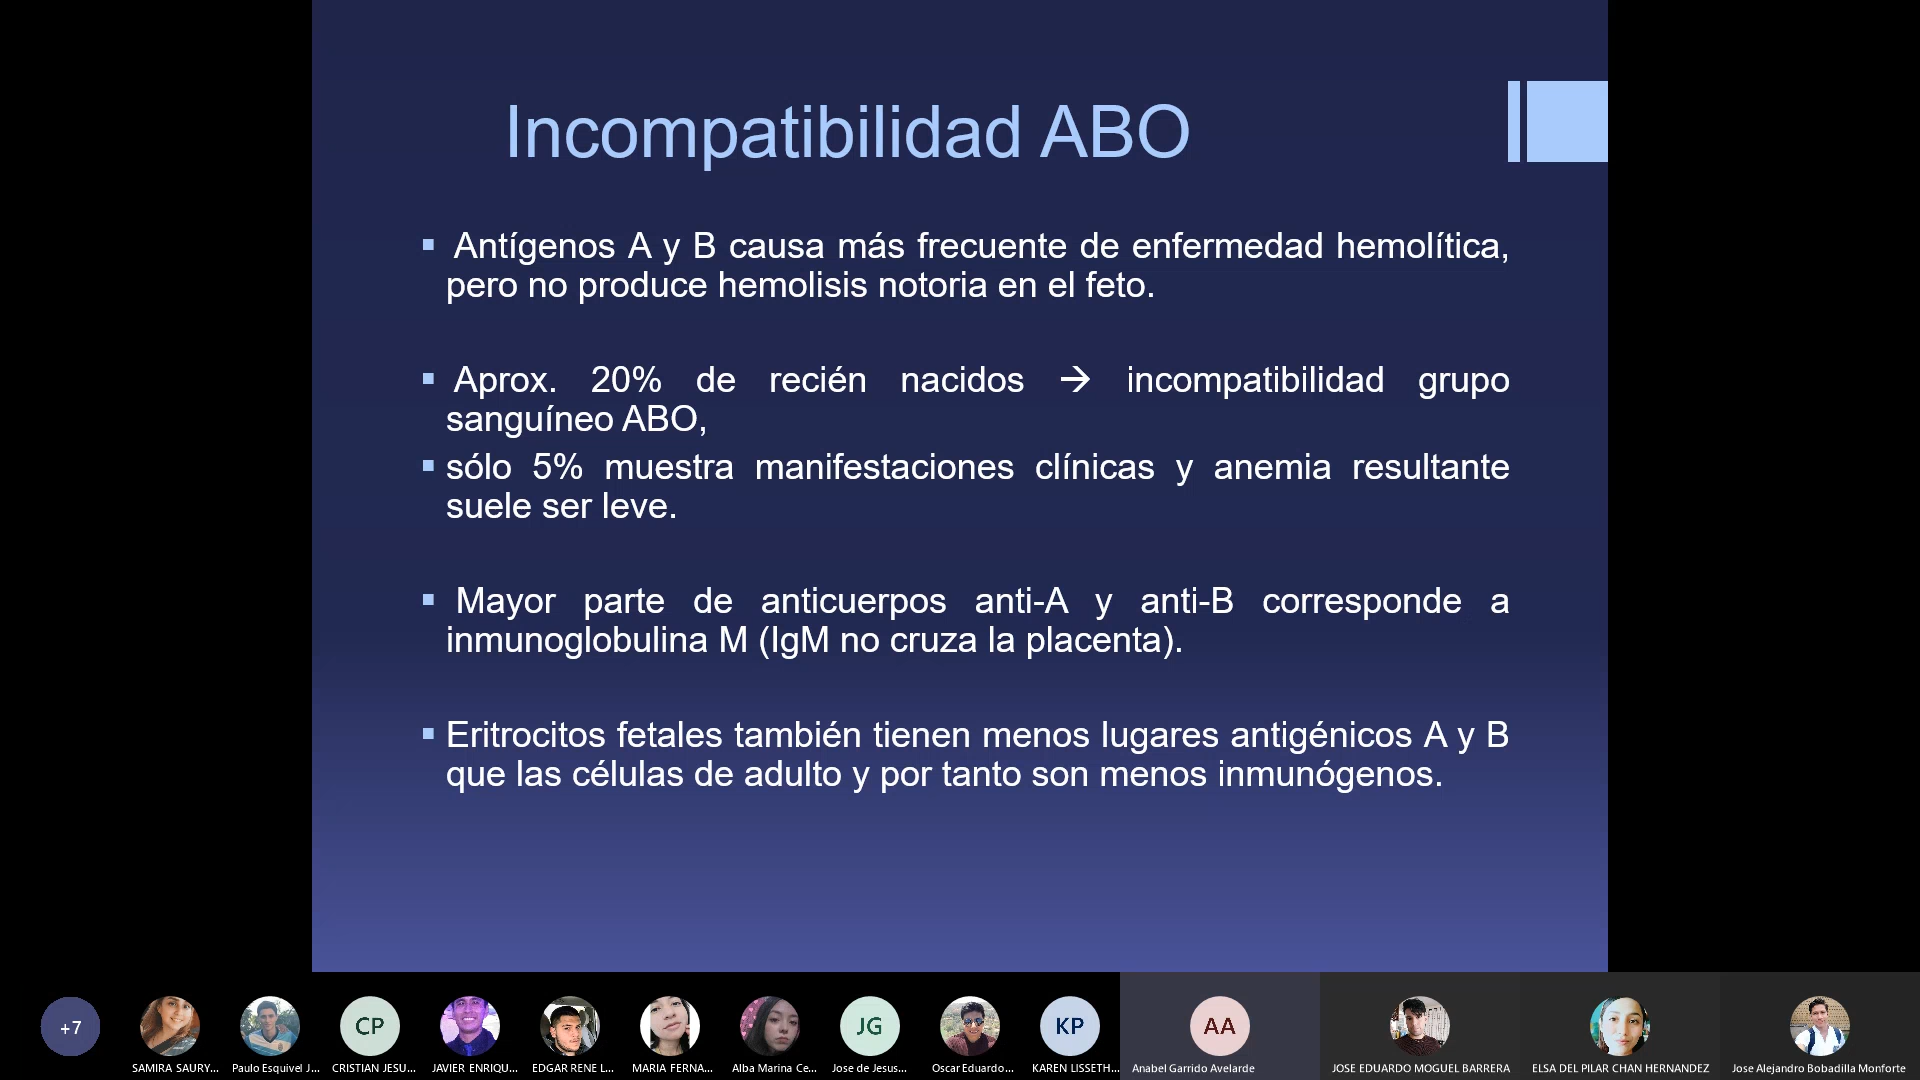 Incompatibilidad ABO
Antígenos A y B causa más frecuente de enfermedad hemolítica,
pero no produce hemolisis notoria en el feto.
Aprox. 20% de recién nacidos → incompatibilidad grupo
sanguíneo ABO,
sólo 5% muestra manifestaciones clínicas y anemia resultante
suele ser leve.
Mayor parte de anticuerpos anti-A y anti-B corresponde a
inmunoglobulina M (IgM no cruza la placenta).
Eritrocitos fetales también tienen menos lugares antigénicos A y B
que las células de adulto y por tanto son menos inmunógenos.
+7
CP
JG
KP
AA
SAMIRA SAURY...
Paulo Esquivel J...
CRISTIAN JESU...
JAVIER ENRIQU...
EDGAR RENE L...
MARIA FERNA...
Alba Marina Ce...
Jose de Jesus...
Oscar Eduardo...
KAREN LISSETH...
Anabel Garrido Avelarde
JOSE EDUARDO MOGUEL BARRERA
ELSA DEL PILAR CHAN HERNANDEZ
Jose Alejandro Bobadilla Monforte